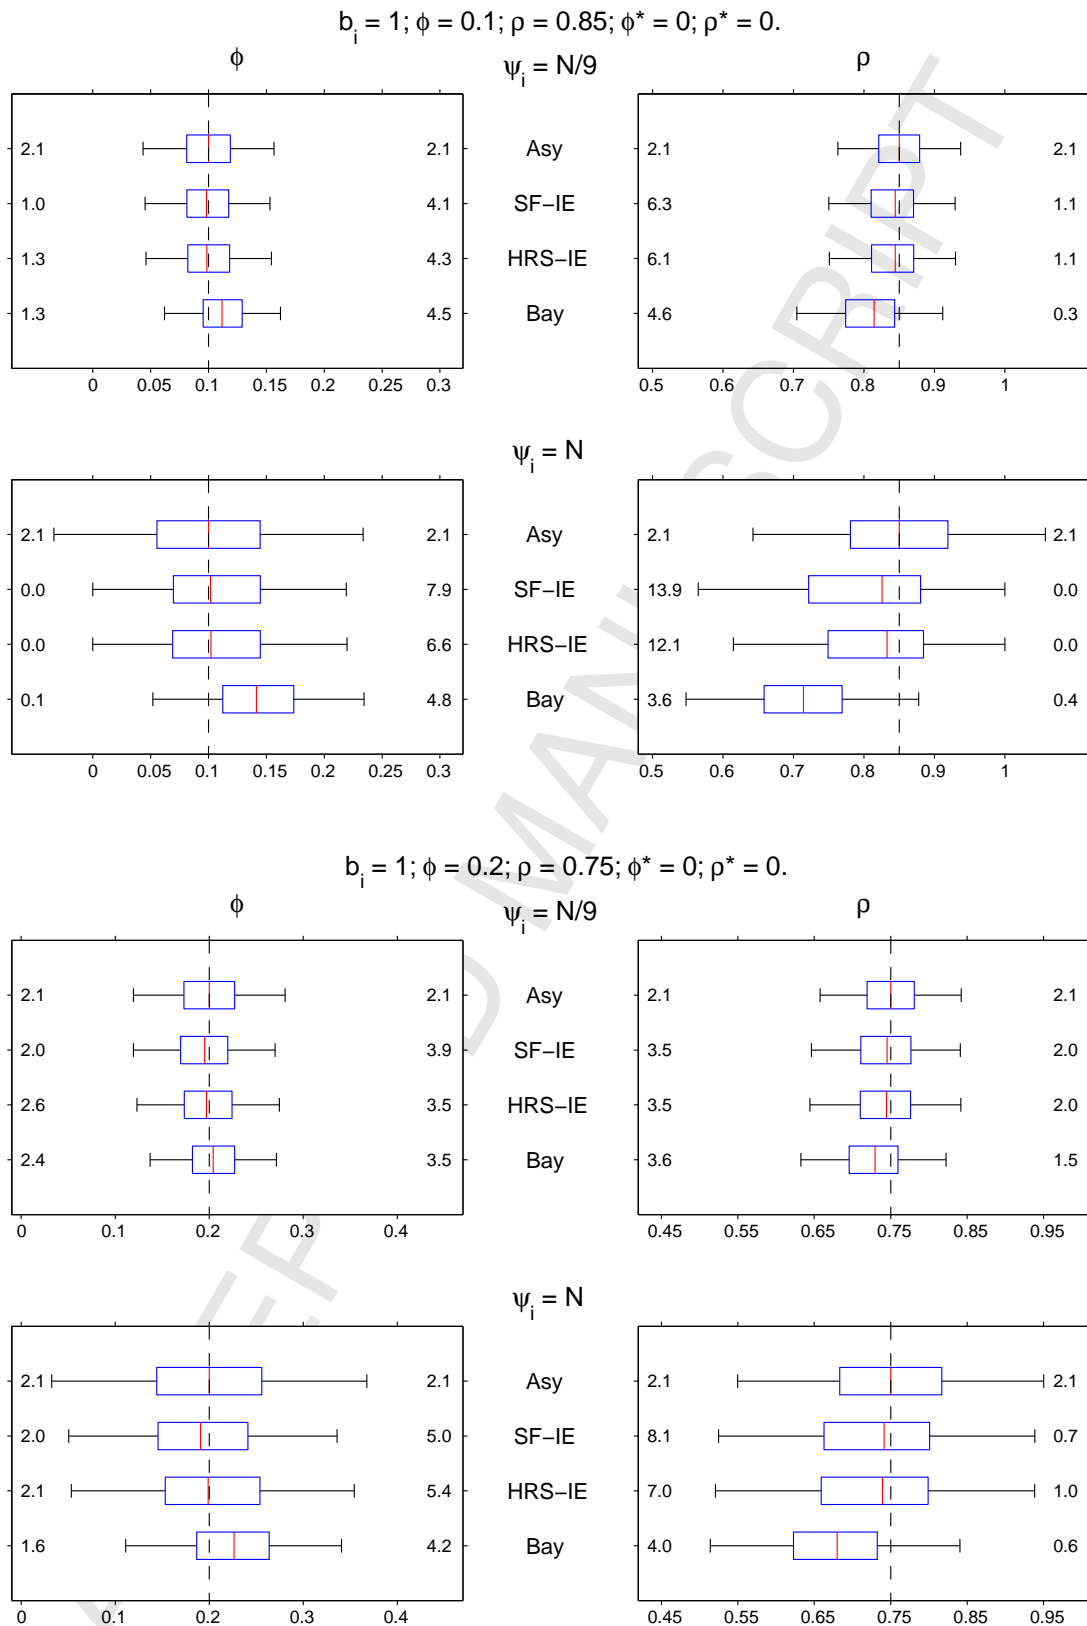 b_i = 1; ϕ = 0.1; ρ = 0.85; ϕ* = 0; ρ* = 0.
ϕ ψ_i = N/9 ρ
2.1 2.1 Asy 2.1 2.1
1.0 4.1 SF−IE 6.3 1.1
1.3 4.3 HRS−IE 6.1 1.1
1.3 4.5 Bay 4.6 0.3
0 0.05 0.1 0.15 0.2 0.25 0.3 0.5 0.6 0.7 0.8 0.9 1
ψ_i = N
2.1 2.1 Asy 2.1 2.1
0.0 7.9 SF−IE 13.9 0.0
0.0 6.6 HRS−IE 12.1 0.0
0.1 4.8 Bay 3.6 0.4
0 0.05 0.1 0.15 0.2 0.25 0.3 0.5 0.6 0.7 0.8 0.9 1
b_i = 1; ϕ = 0.2; ρ = 0.75; ϕ* = 0; ρ* = 0.
ϕ ψ_i = N/9 ρ
2.1 2.1 Asy 2.1 2.1
2.0 3.9 SF−IE 3.5 2.0
2.6 3.5 HRS−IE 3.5 2.0
2.4 3.5 Bay 3.6 1.5
0 0.1 0.2 0.3 0.4 0.45 0.55 0.65 0.75 0.85 0.95
ψ_i = N
2.1 2.1 Asy 2.1 2.1
2.0 5.0 SF−IE 8.1 0.7
2.1 5.4 HRS−IE 7.0 1.0
1.6 4.2 Bay 4.0 0.6
0 0.1 0.2 0.3 0.4 0.45 0.55 0.65 0.75 0.85 0.95